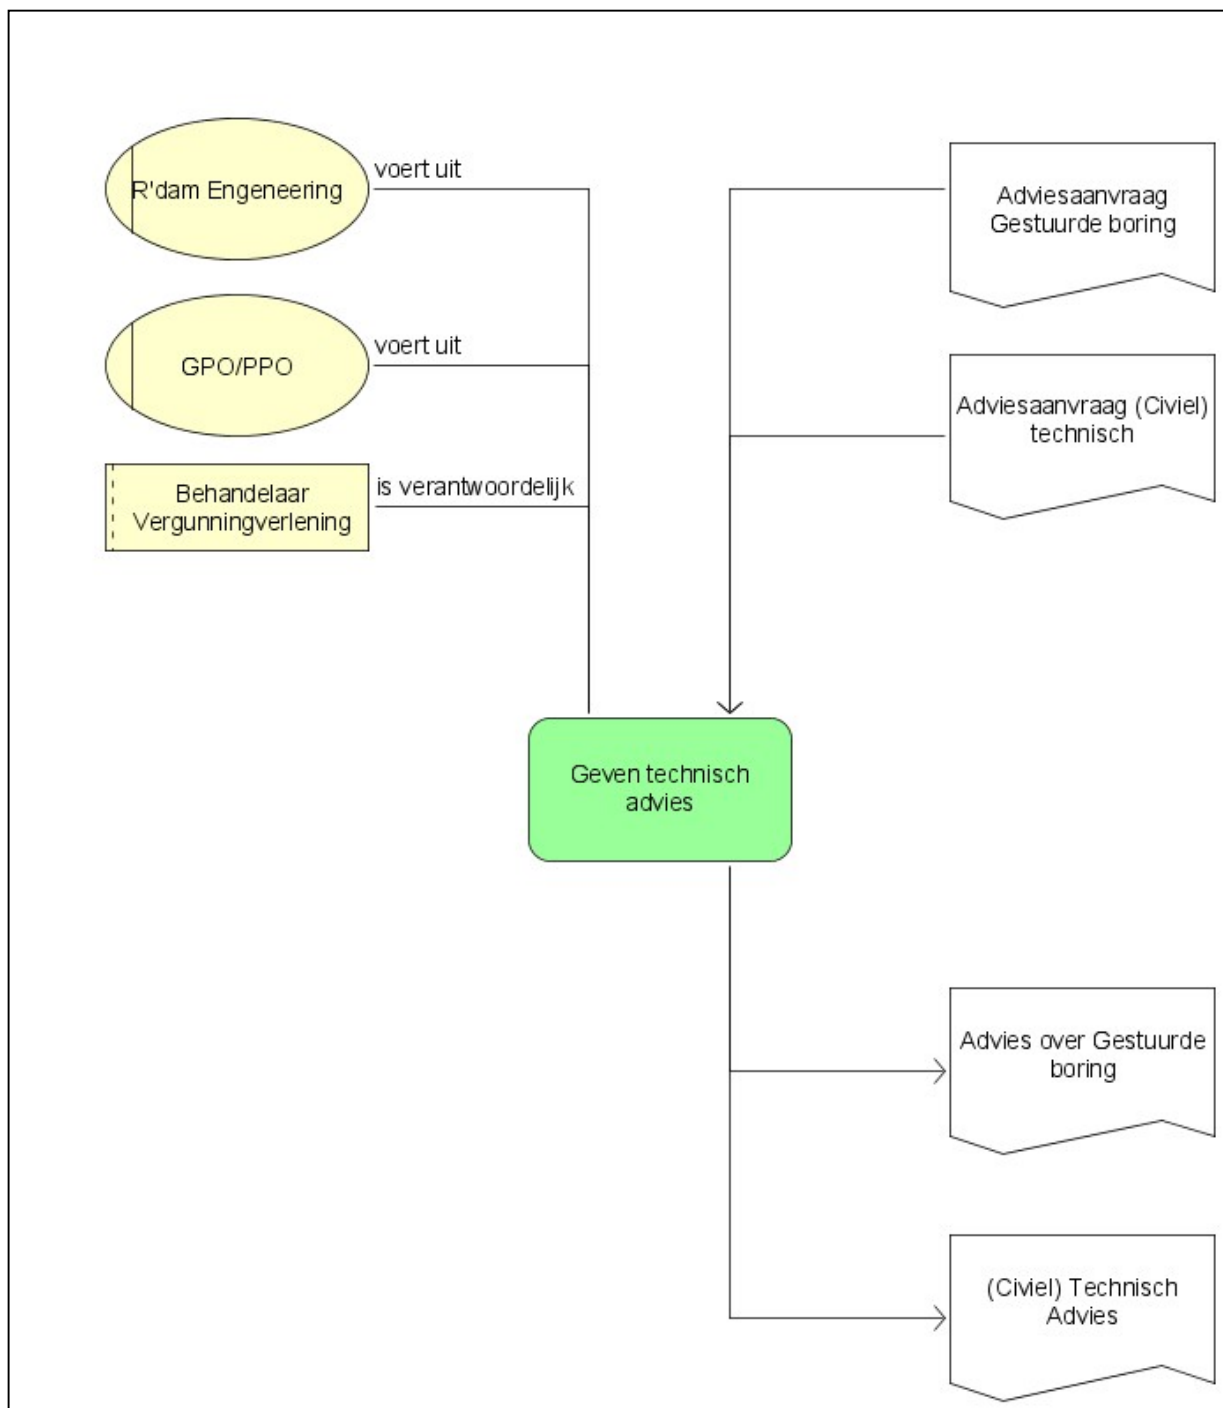 R'dam Engeneering
voert uit
GPO/PPO
voert uit
Behandelaar
Vergunningverlening
is verantwoordelijk
Adviesaanvraag
Gestuurde boring
Adviesaanvraag (Civiel)
technisch
Geven technisch
advies
Advies over Gestuurde
boring
(Civiel) Technisch
Advies